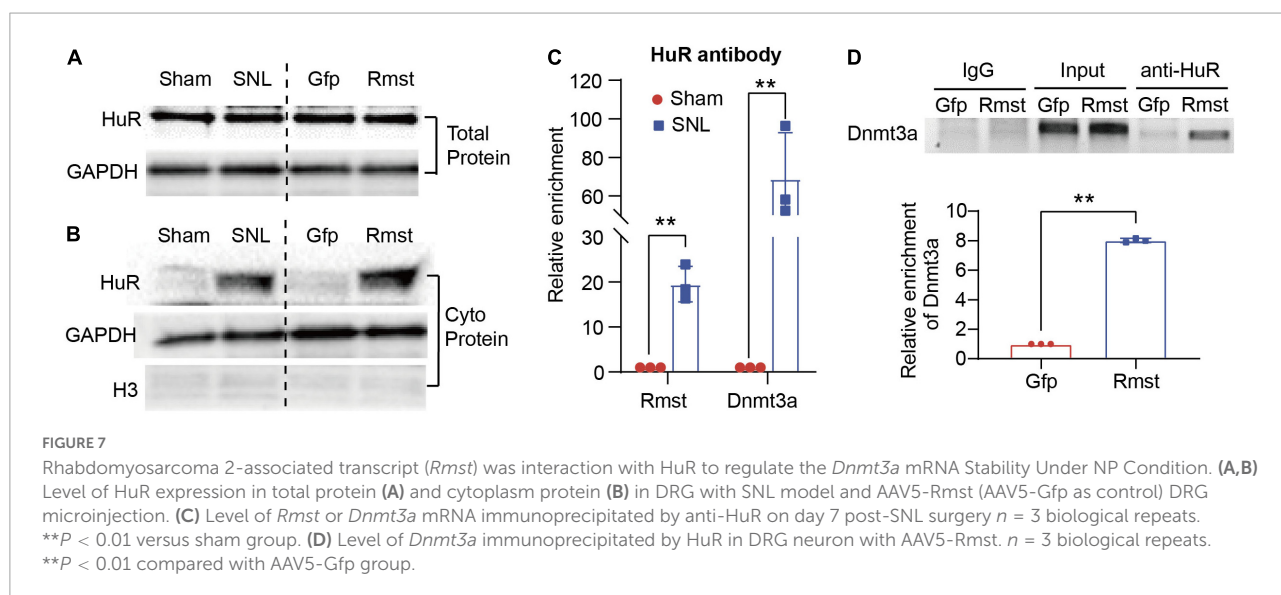 A
Sham SNL Gfp Rmst
HuR
GAPDH
Total
Protein
B
Sham SNL Gfp Rmst
HuR
GAPDH
H3
Cyto
Protein
C
HuR antibody
Relative enrichment
120
100
80
60
30
20
10
0
Sham
SNL
**
**
Rmst Dnmt3a
D
IgG Input anti-HuR
Gfp Rmst Gfp Rmst Gfp Rmst
Dnmt3a
Relative enrichment
of Dnmt3a
10
8
6
4
2
0
**
Gfp Rmst
FIGURE 7
Rhabdomyosarcoma 2-associated transcript (Rmst) was interaction with HuR to regulate the Dnmt3a mRNA Stability Under NP Condition. (A,B)
Level of HuR expression in total protein (A) and cytoplasm protein (B) in DRG with SNL model and AAV5-Rmst (AAV5-Gfp as control) DRG
microinjection. (C) Level of Rmst or Dnmt3a mRNA immunoprecipitated by anti-HuR on day 7 post-SNL surgery n = 3 biological repeats.
**P < 0.01 versus sham group. (D) Level of Dnmt3a immunoprecipitated by HuR in DRG neuron with AAV5-Rmst. n = 3 biological repeats.
**P < 0.01 compared with AAV5-Gfp group.